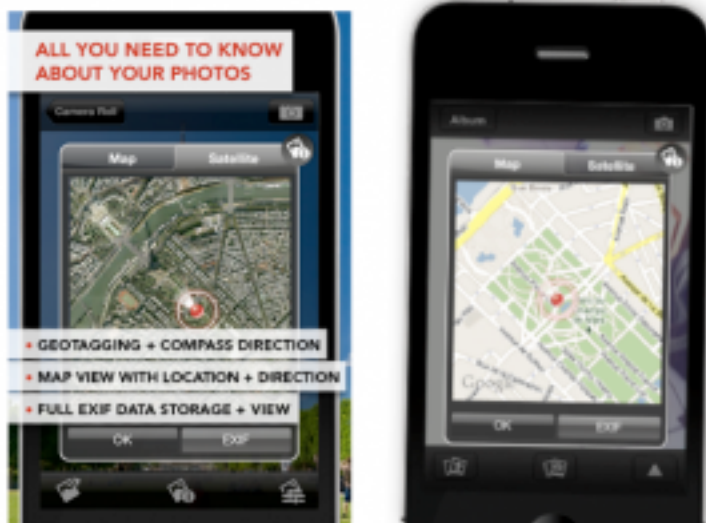 ALL YOU NEED TO KNOW
ABOUT YOUR PHOTOS
Camera Roll
Map Satellite
+ GEOTAGGING + COMPASS DIRECTION
+ MAP VIEW WITH LOCATION + DIRECTION
+ FULL EXIF DATA STORAGE + VIEW
OK EXIF
Album
Map Satellite
Google
OK EXIF